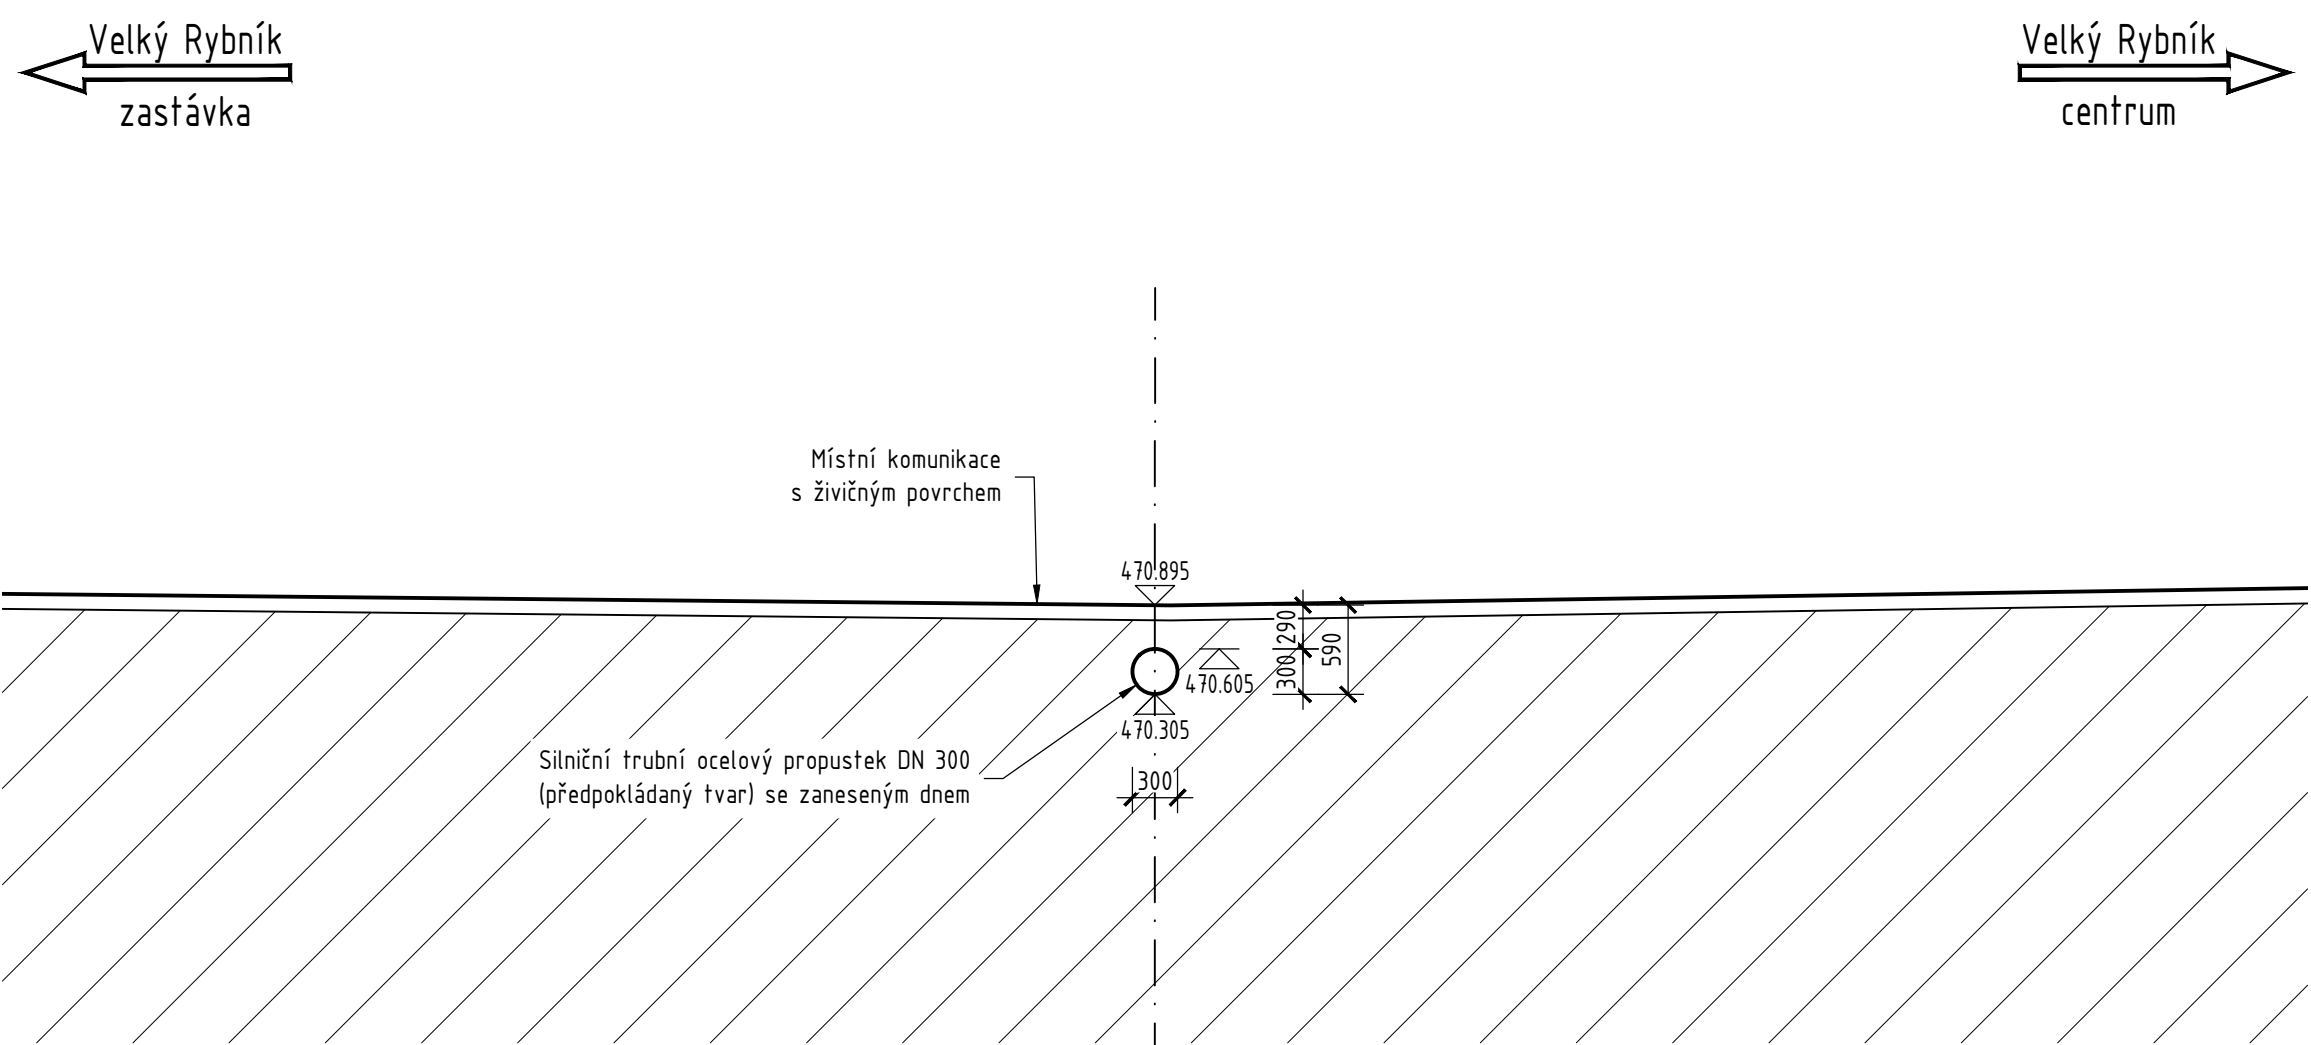 Velký Rybník
zastávka
Velký Rybník
centrum
Místní komunikace
s živičným povrchem
470.895
290
300
590
470.605
470.305
Silniční trubní ocelový propustek DN 300
(předpokládaný tvar) se zaneseným dnem
300